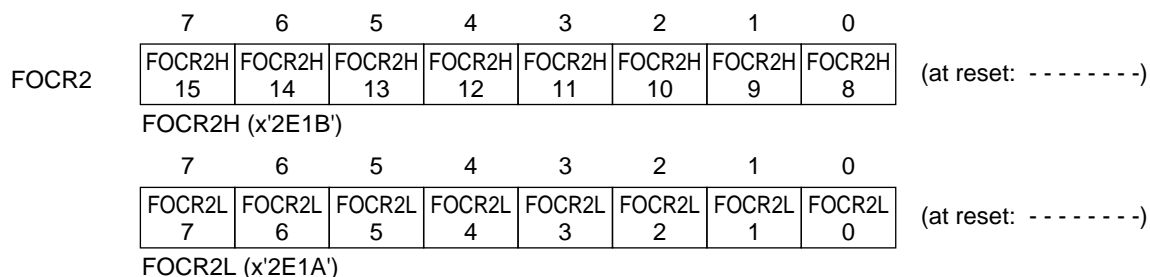 7 6 5 4 3 2 1 0
FOCR2 FOCR2H FOCR2H FOCR2H FOCR2H FOCR2H FOCR2H FOCR2H FOCR2H (at reset: - - - - - - - -)
15 14 13 12 11 10 9 8
FOCR2H (x'2E1B')
7 6 5 4 3 2 1 0
FOCR2L FOCR2L FOCR2L FOCR2L FOCR2L FOCR2L FOCR2L FOCR2L (at reset: - - - - - - - -)
7 6 5 4 3 2 1 0
FOCR2L (x'2E1A')